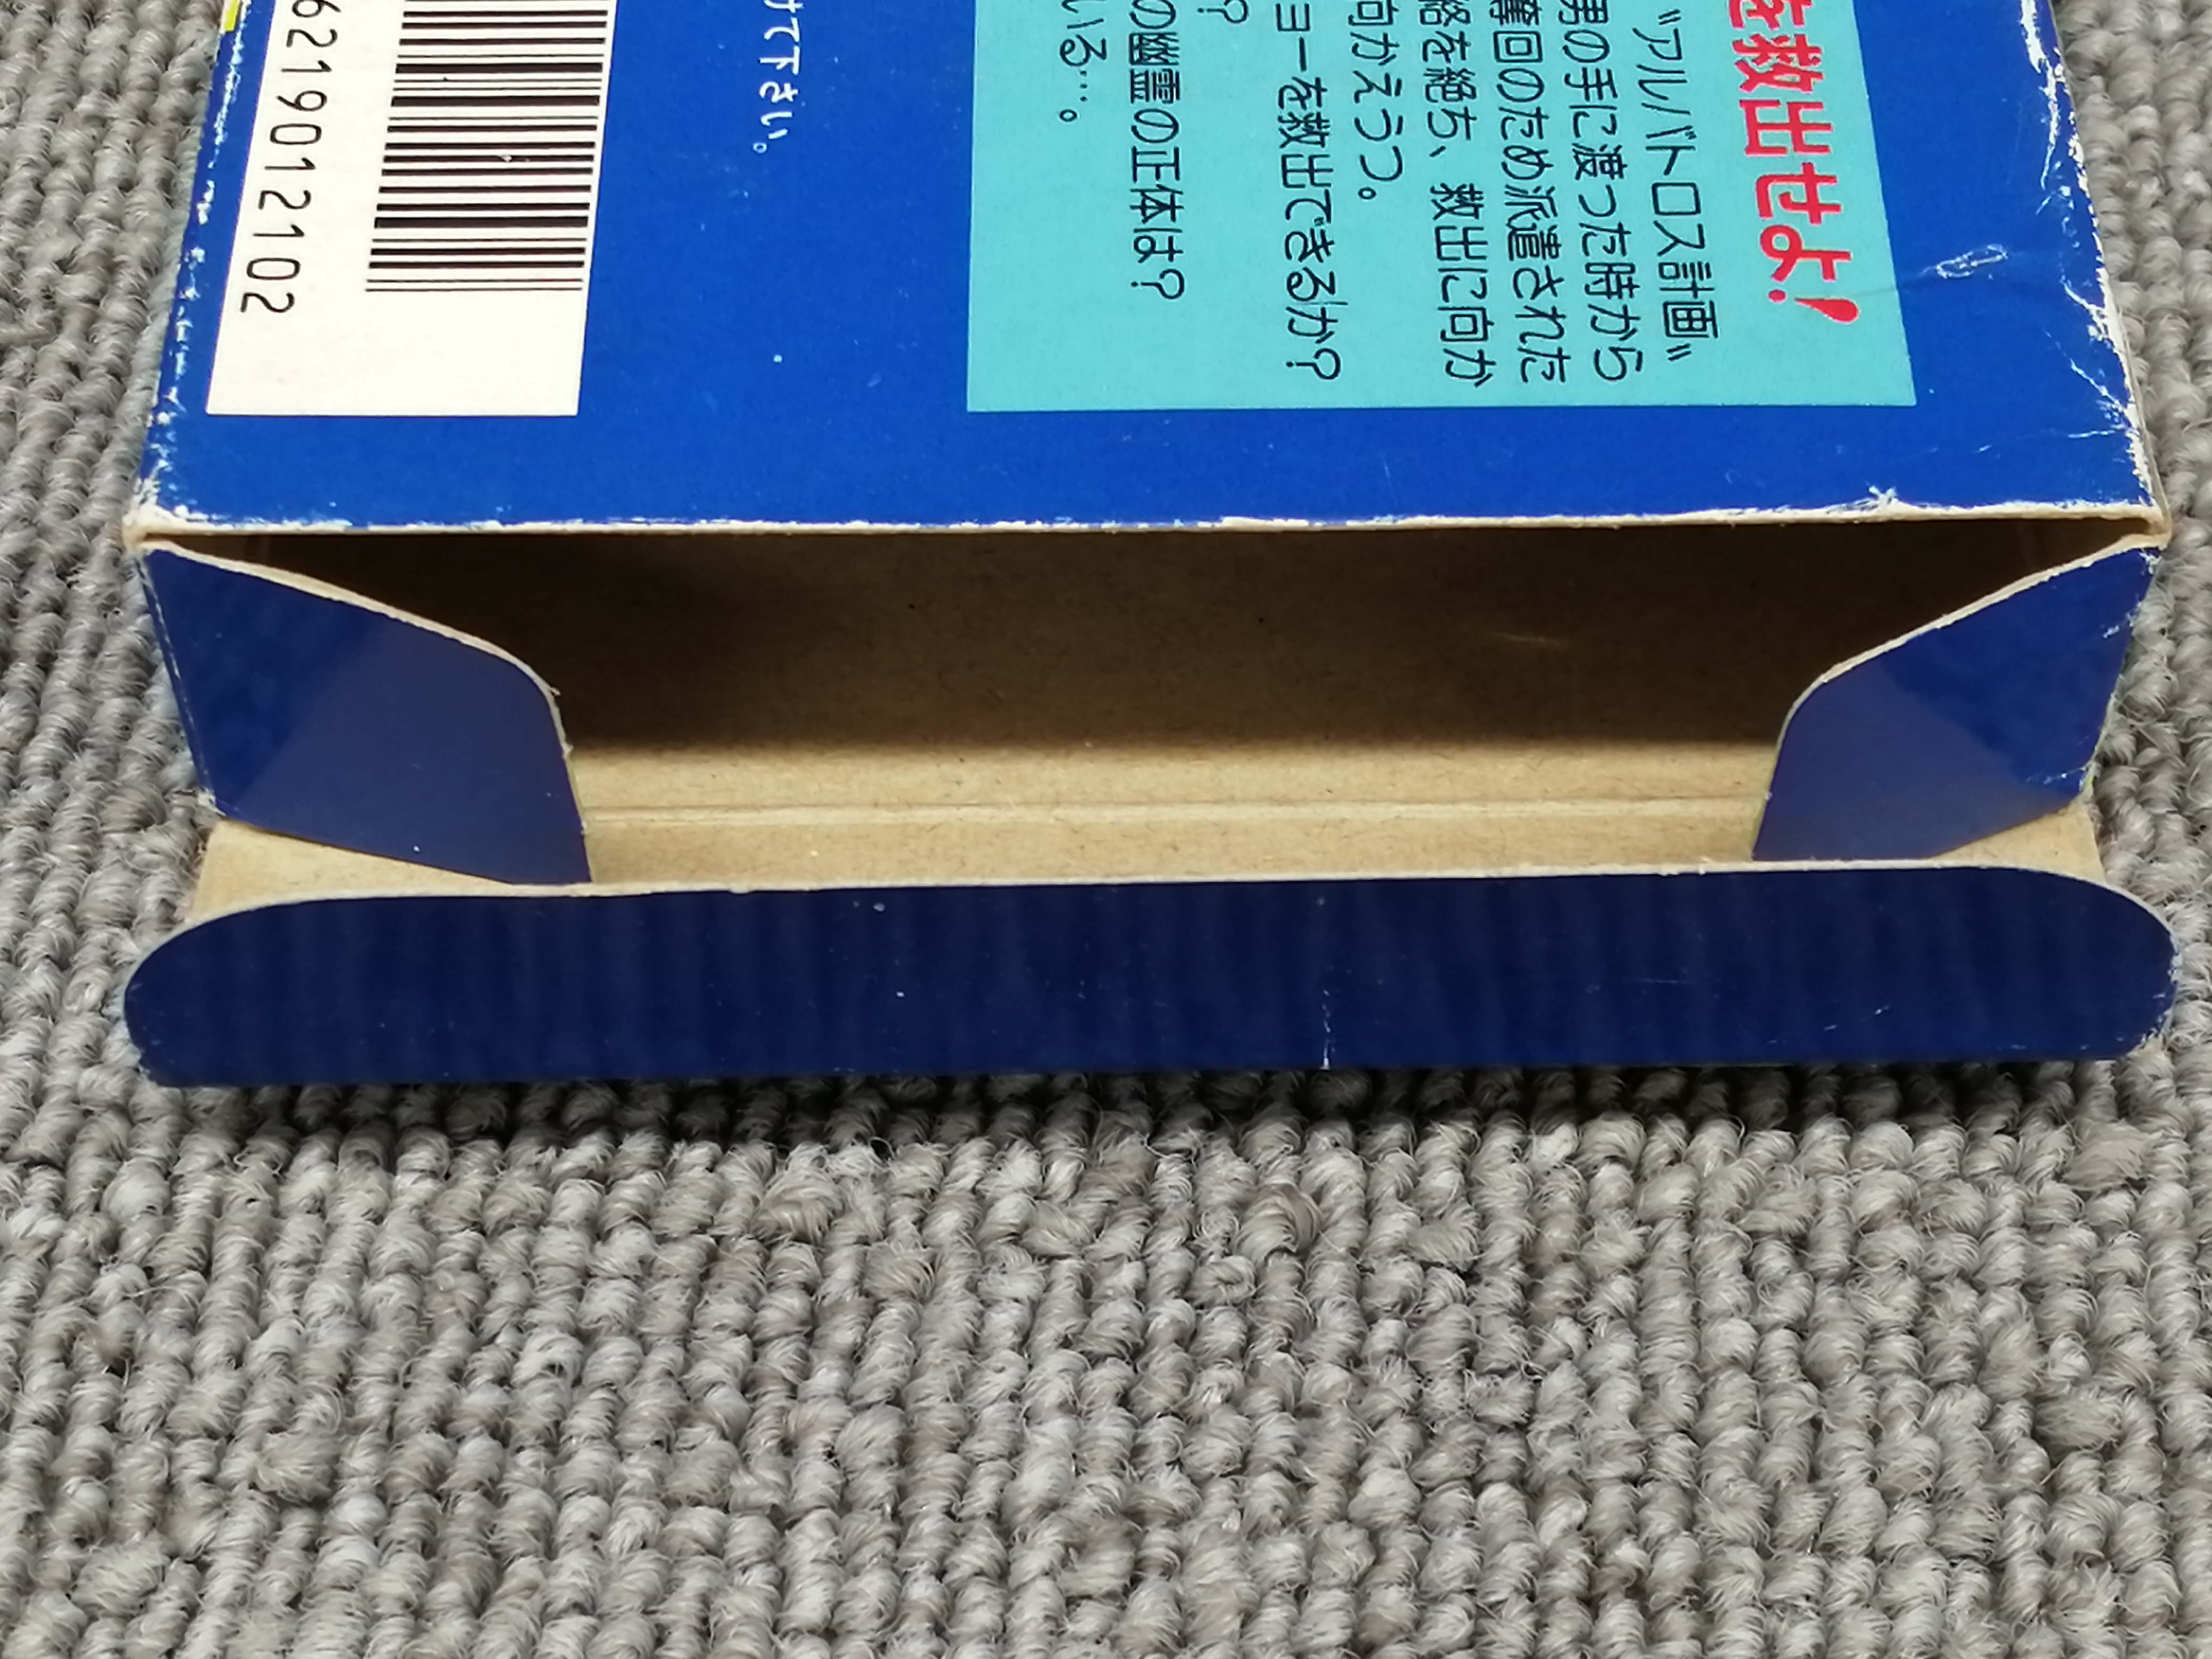 を救出せよ!
〝アルバトロス計画〟
男の手に渡った時から
奪回のため派遣された
絡を絶ち、救出に向か
向かえうつ。
ョーを救出できるか?
?
の幽霊の正体は?
いる…。
けて下さい。
6219012102